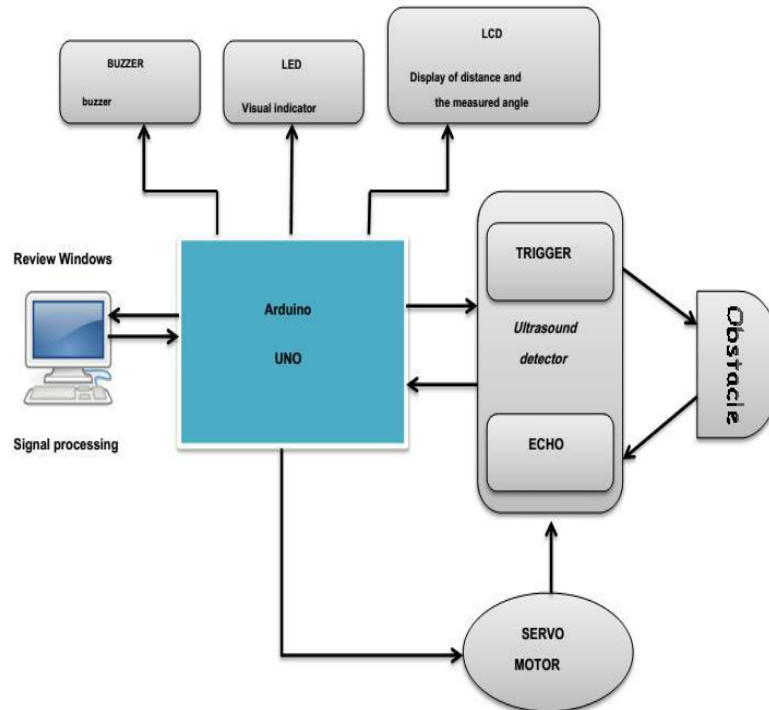 BUZZER
buzzer
LED
Visual indicator
LCD
Display of distance and
the measured angle
Review Windows
Signal processing
Arduino
UNO
TRIGGER
Ultrasound
detector
ECHO
Obstacle
SERVO
MOTOR